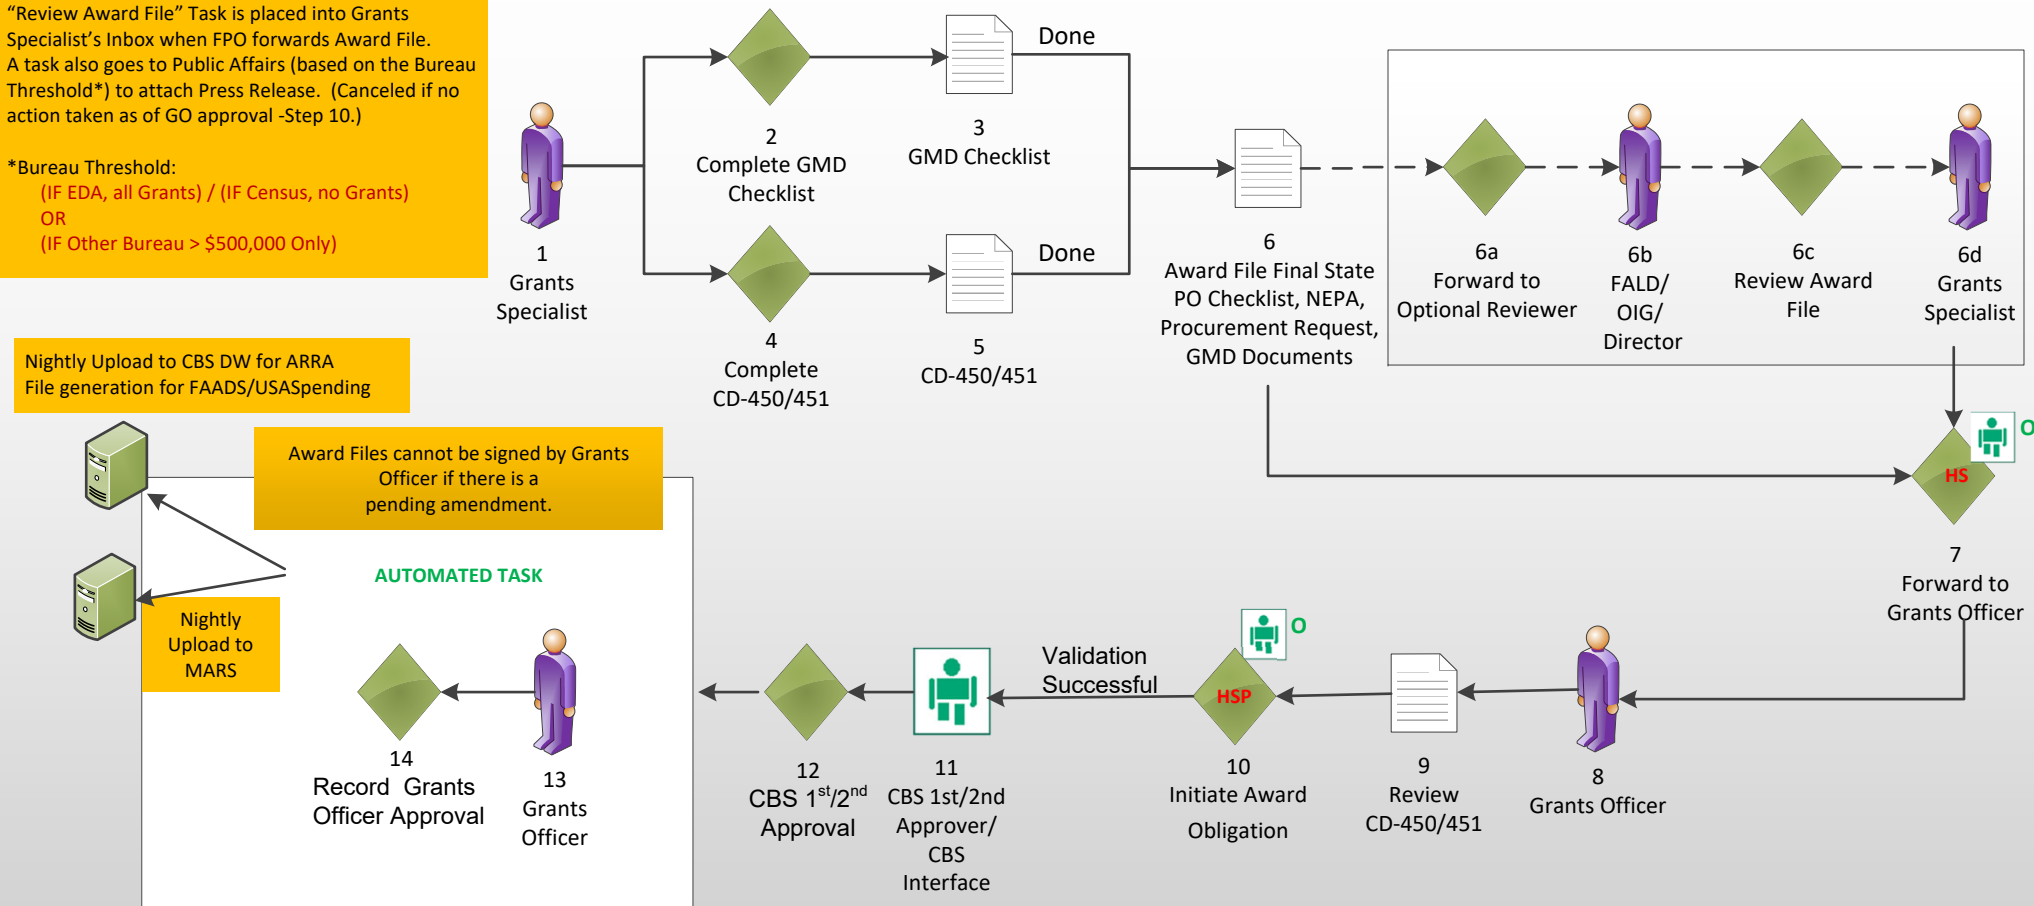 “Review Award File” Task is placed into Grants
Specialist’s Inbox when FPO forwards Award File.
A task also goes to Public Affairs (based on the Bureau
Threshold*) to attach Press Release.  (Canceled if no
action taken as of GO approval -Step 10.)
*Bureau Threshold:
(IF EDA, all Grants) / (IF Census, no Grants)
OR
(IF Other Bureau > $500,000 Only)
1
Grants
Specialist
2
Complete GMD
Checklist
3
GMD Checklist
Done
4
Complete
CD-450/451
5
CD-450/451
Done
6
Award File Final State
PO Checklist, NEPA,
Procurement Request,
GMD Documents
6a
Forward to
Optional Reviewer
6b
FALD/
OIG/
Director
6c
Review Award
File
6d
Grants
Specialist
O
HS
7
Forward to
Grants Officer
8
Grants Officer
9
Review
CD-450/451
O
HSP
10
Initiate Award
Obligation
Validation
Successful
11
CBS 1st/2nd
Approver/
CBS
Interface
12
CBS 1st/2nd
Approval
Nightly Upload to CBS DW for ARRA
File generation for FAADS/USASpending
Award Files cannot be signed by Grants
Officer if there is a
pending amendment.
AUTOMATED TASK
Nightly
Upload to
MARS
13
Grants
Officer
14
Record  Grants
Officer Approval